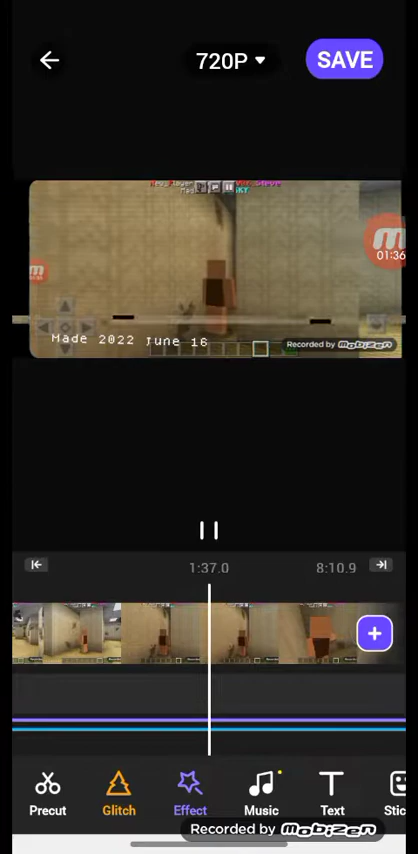 720P
SAVE
01:36
Made 2022 June 16
Recorded by mobizen
1:37.0
8:10.9
Precut
Glitch
Effect
Music
Text
Stic
Recorded by mobizen